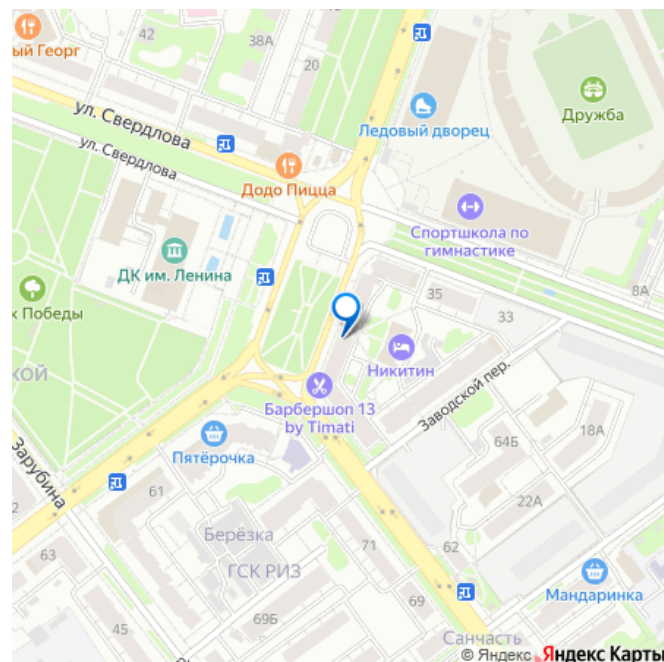 ый Георг
42
38А
20
ул. Свердлова
ул. Свердлова
Додо Пицца
Ледовый дворец
Дружба
Спортшкола по
гимнастике
ДК им. Ленина
к Победы
КОЙ
35
33
8А
Никитин
Барбершоп 13
by Timati
Заводской пер.
Пятёрочка
64Б
18А
22А
Зарубина
2
61
63
Берёзка
ГСК РИЗ
71
62
69
69Б
45
Мандаринка
Санчасть
© Яндекс Яндекс Карты